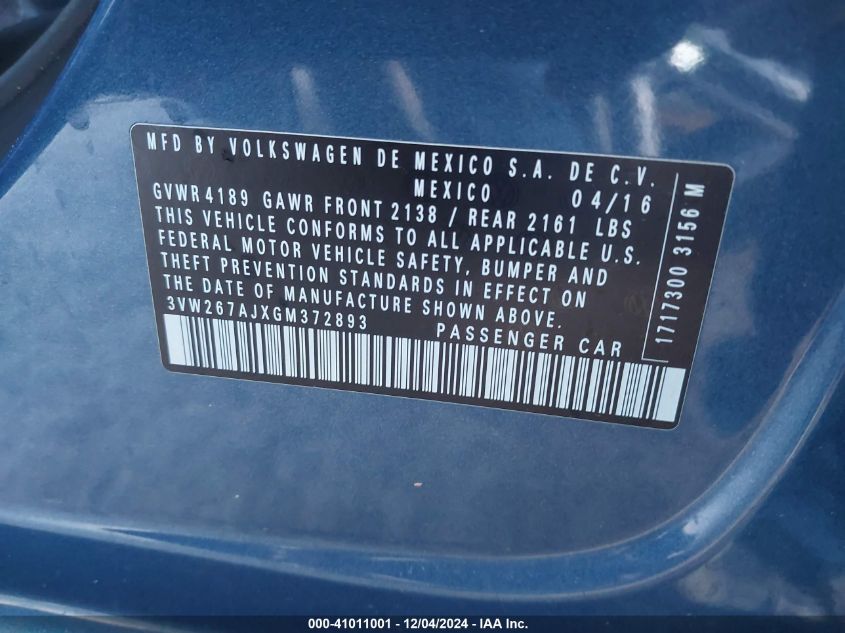 MFD BY VOLKSWAGEN DE MEXICO S.A. DE C.V.
MEXICO 04/16
GVWR 4189 GAWR FRONT 2138 / REAR 2161 LBS
THIS VEHICLE CONFORMS TO ALL APPLICABLE U.S.
FEDERAL MOTOR VEHICLE SAFETY, BUMPER AND
THEFT PREVENTION STANDARDS IN EFFECT ON
THE DATE OF MANUFACTURE SHOWN ABOVE.
3VW267AJXGM372893 PASSENGER CAR
1717300 3156 M
000-41011001 - 12/04/2024 - IAA Inc.